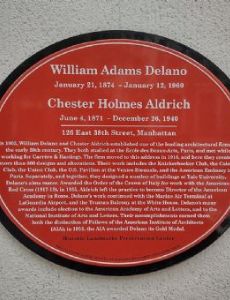 William Adams Delano
January 21, 1874 - January 12, 1960
Chester Holmes Aldrich
June 4, 1871 - December 26, 1940
126 East 38th Street, Manhattan
In 1903, William Delano and Chester Aldrich established one of the leading architectural firms of
the early 20th century. They both studied at the Ecole des Beaux-Arts, Paris, and met while
working for Carrère & Hastings. The firm moved to this address in 1916, and here they created
more than 300 designs and alterations. Their work includes the Knickerbocker Club, the Colony
Club, the Union Club, the U.S. Pavilion at the Venice Biennale, and the American Embassy in
Paris. Separately, and together, they designed a number of buildings at Yale University,
Delano's alma mater. Awarded the Order of the Crown of Italy for work with the American
Red Cross (1917-19), in 1935, Aldrich left the practice to become Director of the American
Academy in Rome. Delano's work continued with the Marine Air Terminal at
LaGuardia Airport, and the Truman Balcony at the White House. Delano's many
awards include election to the American Academy of Arts and Letters, and to the
National Institute of Arts and Letters. Their accomplishments earned them
both the distinction of Fellows of the American Institute of Architects
(AIA) in 1953, the AIA awarded Delano its Gold Medal.
Historic Landmarks Preservation Center